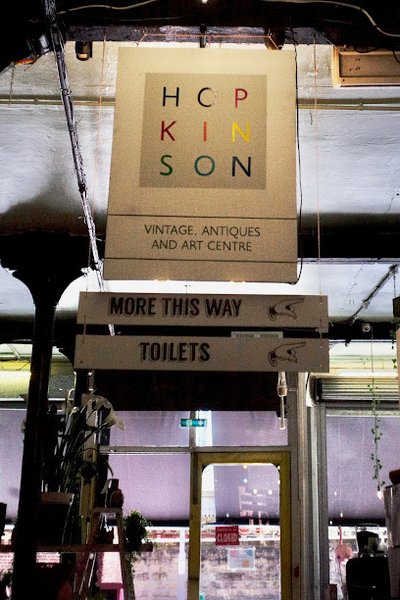 HOP
KIN
SON
VINTAGE, ANTIQUES
AND ART CENTRE
MORE THIS WAY
TOILETS
CLOSED